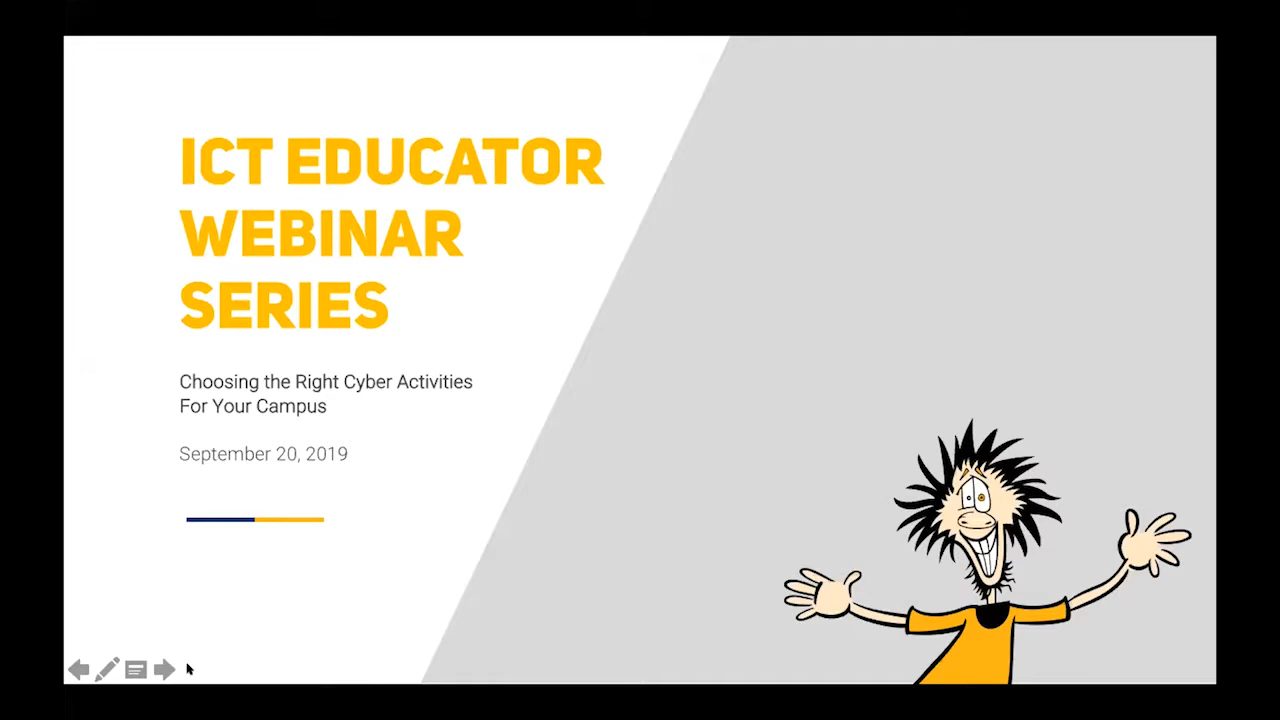 ICT EDUCATOR
WEBINAR
SERIES
Choosing the Right Cyber Activities
For Your Campus
September 20, 2019